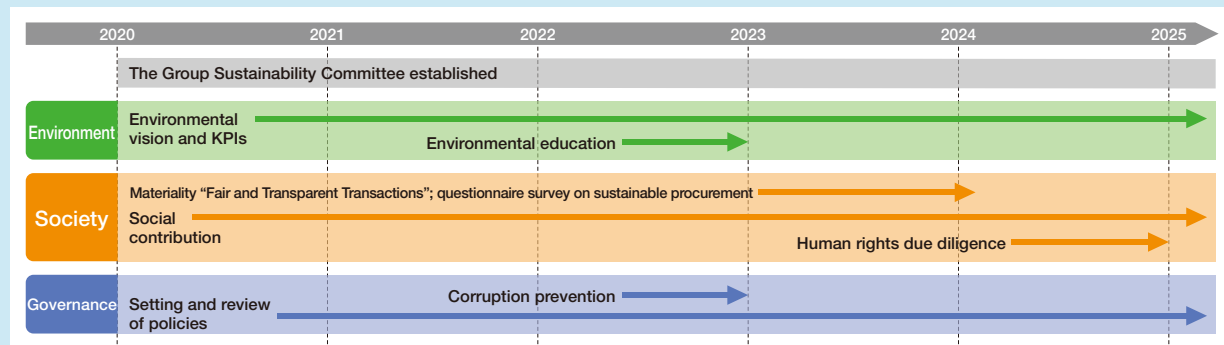 2020 2021 2022 2023 2024 2025
The Group Sustainability Committee established
Environment
Environmental
vision and KPIs
Environmental education
Society
Materiality “Fair and Transparent Transactions”; questionnaire survey on sustainable procurement
Social
contribution
Human rights due diligence
Governance
Corruption prevention
Setting and review
of policies